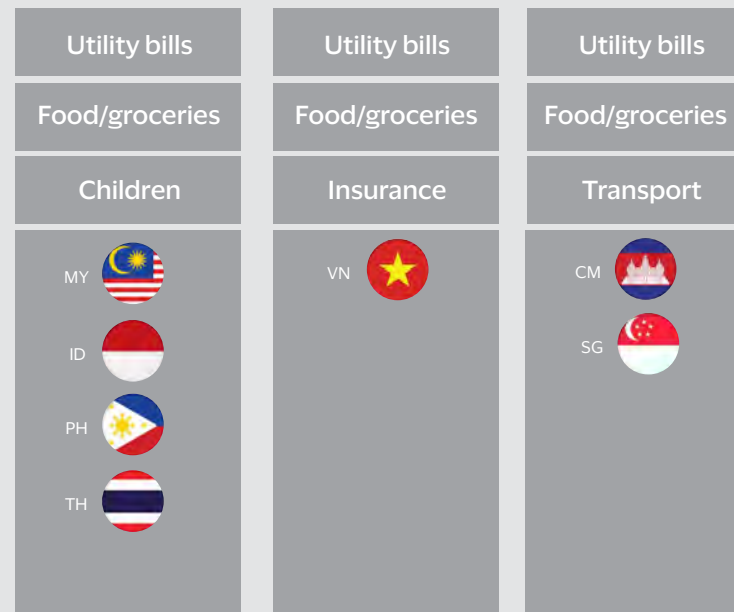 Utility bills
Food/groceries
Children
MY
ID
PH
TH
Utility bills
Food/groceries
Insurance
VN
Utility bills
Food/groceries
Transport
CM
SG